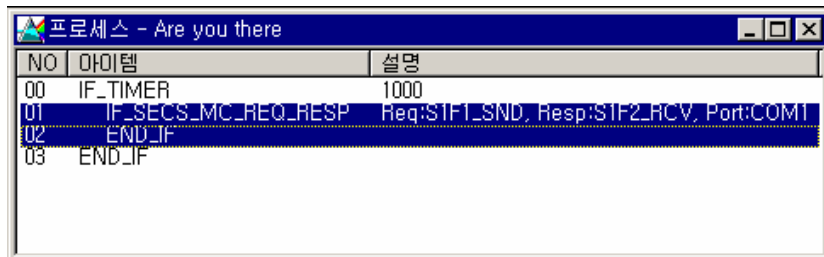 프로세스 - Are you there
NO 아이템 설명
00 IF_TIMER 1000
01 IF_SECS_MC_REQ_RESP Req:S1F1_SND, Resp:S1F2_RCV, Port:COM1
02 END_IF
03 END_IF